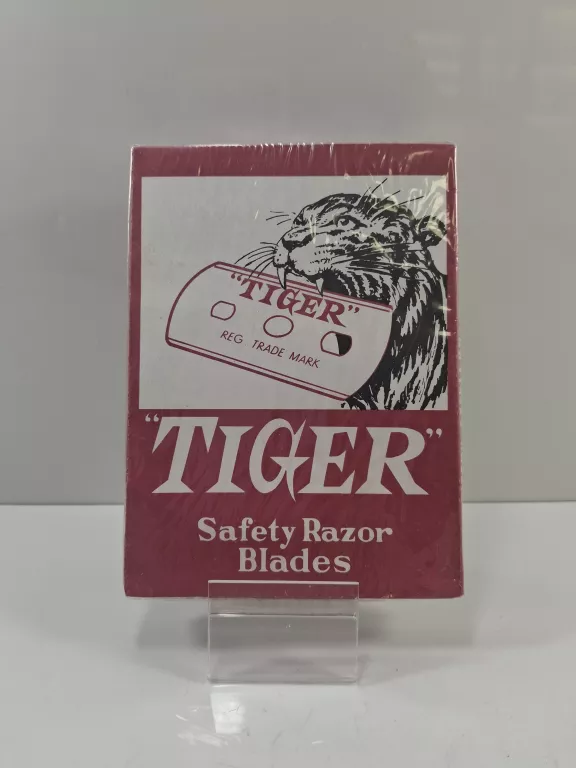 "TIGER"
REG TRADE MARK
"TIGER"
Safety Razor
Blades